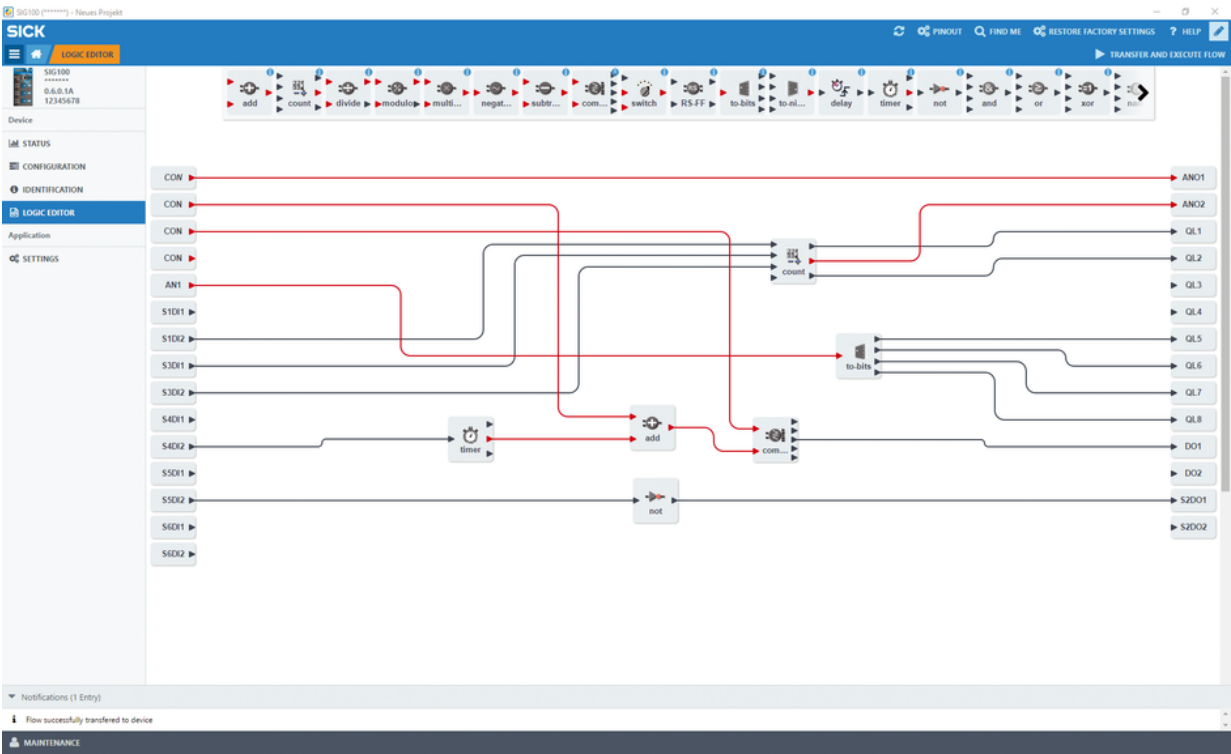 SIG100 (*******) - Neues Projekt
SICK
PINOUT FIND ME RESTORE FACTORY SETTINGS ? HELP
LOGIC EDITOR
TRANSFER AND EXECUTE FLOW
SIG100
*******
0.6.0.1A
12345678
add count divide modulo multi... negat... subtr... com... switch RS-FF to-bits to-ni... delay timer not and or xor
Device
STATUS
CONFIGURATION
IDENTIFICATION
LOGIC EDITOR
Application
SETTINGS
CON ANO1
CON ANO2
CON QL1
CON QL2
count
AN1 QL3
S1DI1 QL4
S1DI2 QL5
S3DI1 QL6
to-bits
S3DI2 QL7
S4DI1 QL8
add
S4DI2 DO1
timer
com...
S5DI1 DO2
S5DI2 S2DO1
not
S6DI1 S2DO2
S6DI2
Notifications (1 Entry)
i Flow successfully transfered to device
MAINTENANCE